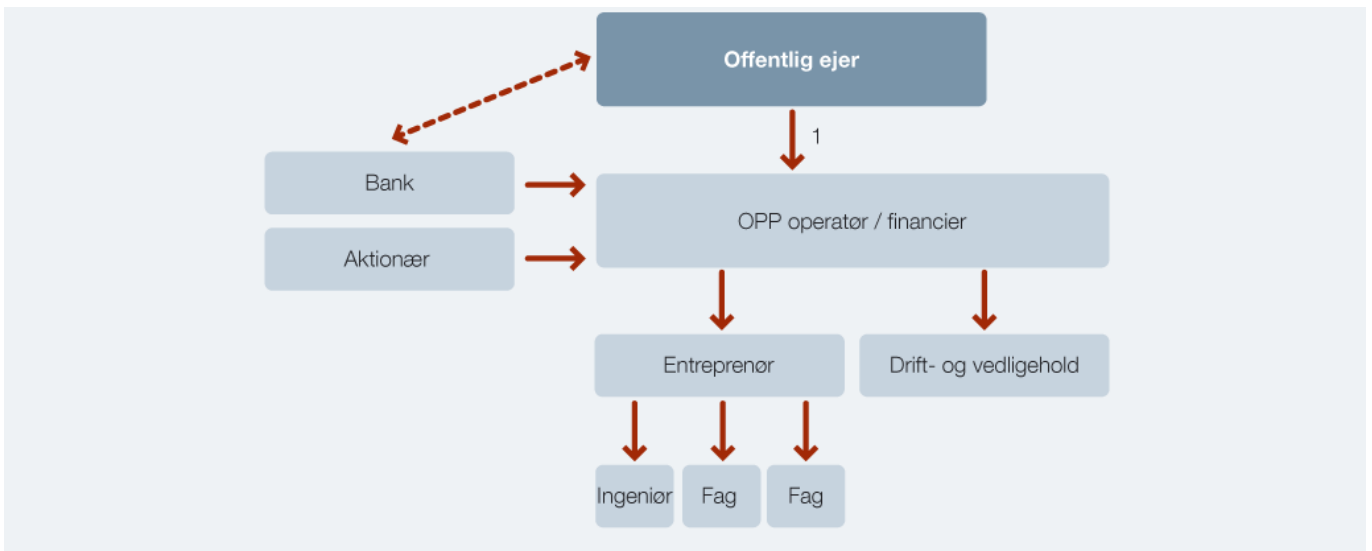 Offentlig ejer
1
Bank
OPP operatør / financier
Aktionær
Entreprenør
Drift- og vedligehold
Ingeniør
Fag
Fag